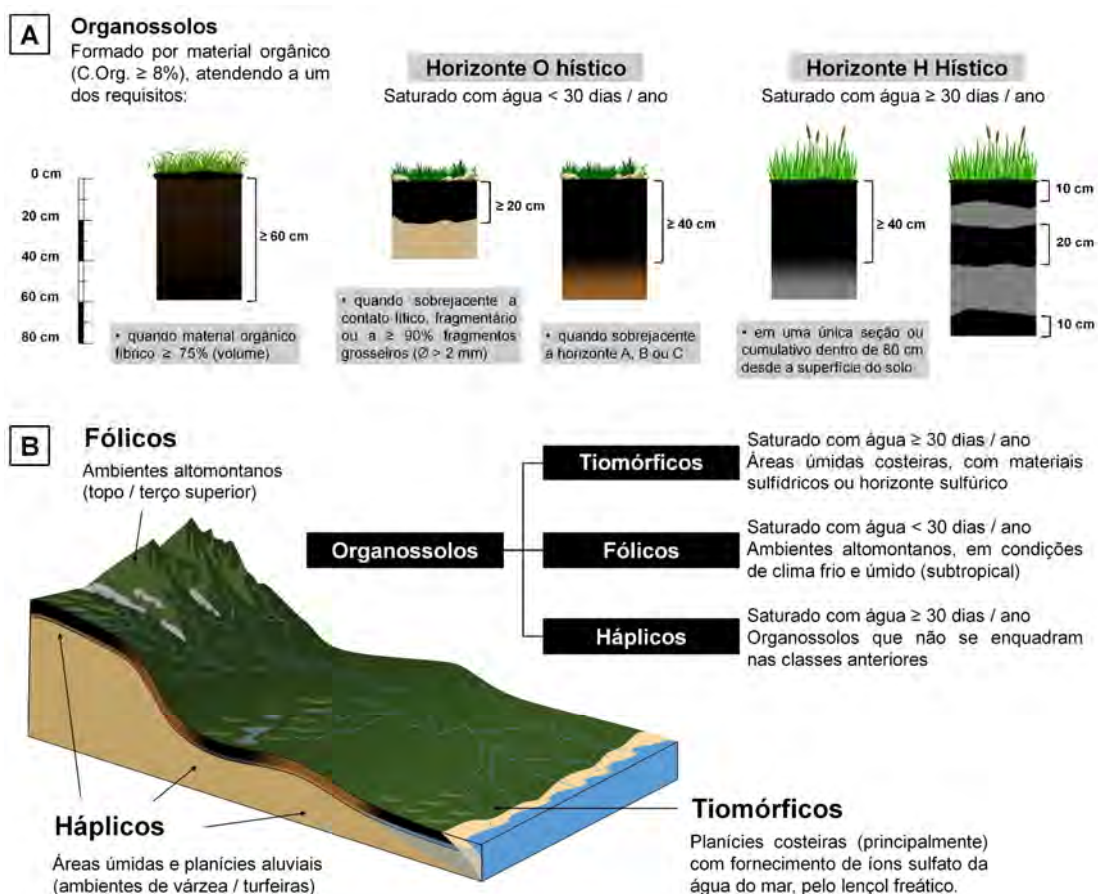 A
Organossolos
Formado por material orgânico
(C.Org. ≥ 8%), atendendo a um
dos requisitos:
Horizonte O hístico
Saturado com água < 30 dias / ano
Horizonte H Hístico
Saturado com água ≥ 30 dias / ano
0 cm
20 cm
40 cm
60 cm
80 cm
≥ 60 cm
• quando material orgânico
fíbrico ≥ 75% (volume)
≥ 20 cm
• quando sobrejacente a
contato lítico, fragmentário
ou a ≥ 90% fragmentos
grosseiros (Ø > 2 mm)
≥ 40 cm
• quando sobrejacente
a horizonte A, B ou C
≥ 40 cm
• em uma única seção ou
cumulativo dentro de 80 cm
desde a superfície do solo
10 cm
20 cm
10 cm
B
Fólicos
Ambientes altomontanos
(topo / terço superior)
Organossolos
Tiomórficos
Saturado com água ≥ 30 dias / ano
Áreas úmidas costeiras, com materiais
sulfídricos ou horizonte sulfúrico
Fólicos
Saturado com água < 30 dias / ano
Ambientes altomontanos, em condições
de clima frio e úmido (subtropical)
Háplicos
Saturado com água ≥ 30 dias / ano
Organossolos que não se enquadram
nas classes anteriores
Háplicos
Áreas úmidas e planícies aluviais
(ambientes de várzea / turfeiras)
Tiomórficos
Planícies costeiras (principalmente)
com fornecimento de íons sulfato da
água do mar, pelo lençol freático.